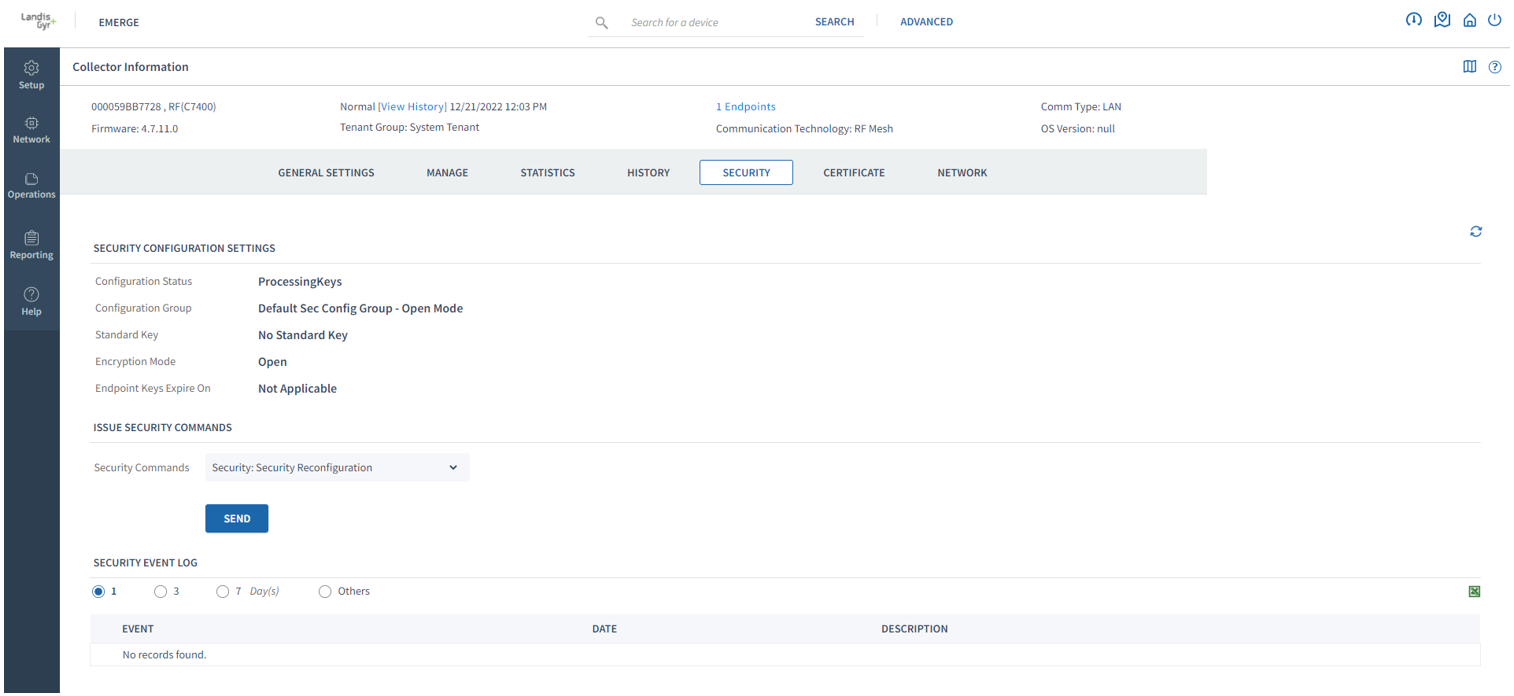 Landis+ Gyr+ EMERGE Search for a device SEARCH ADVANCED
Setup
Network
Operations
Reporting
Help
Collector Information
000059BB7728 , RF(C7400) Normal [View History] 12/21/2022 12:03 PM 1 Endpoints Comm Type: LAN
Firmware: 4.7.11.0 Tenant Group: System Tenant Communication Technology: RF Mesh OS Version: null
GENERAL SETTINGS MANAGE STATISTICS HISTORY SECURITY CERTIFICATE NETWORK
SECURITY CONFIGURATION SETTINGS
Configuration Status ProcessingKeys
Configuration Group Default Sec Config Group - Open Mode
Standard Key No Standard Key
Encryption Mode Open
Endpoint Keys Expire On Not Applicable
ISSUE SECURITY COMMANDS
Security Commands Security: Security Reconfiguration
SEND
SECURITY EVENT LOG
1 3 7 Day(s) Others
EVENT DATE DESCRIPTION
No records found.